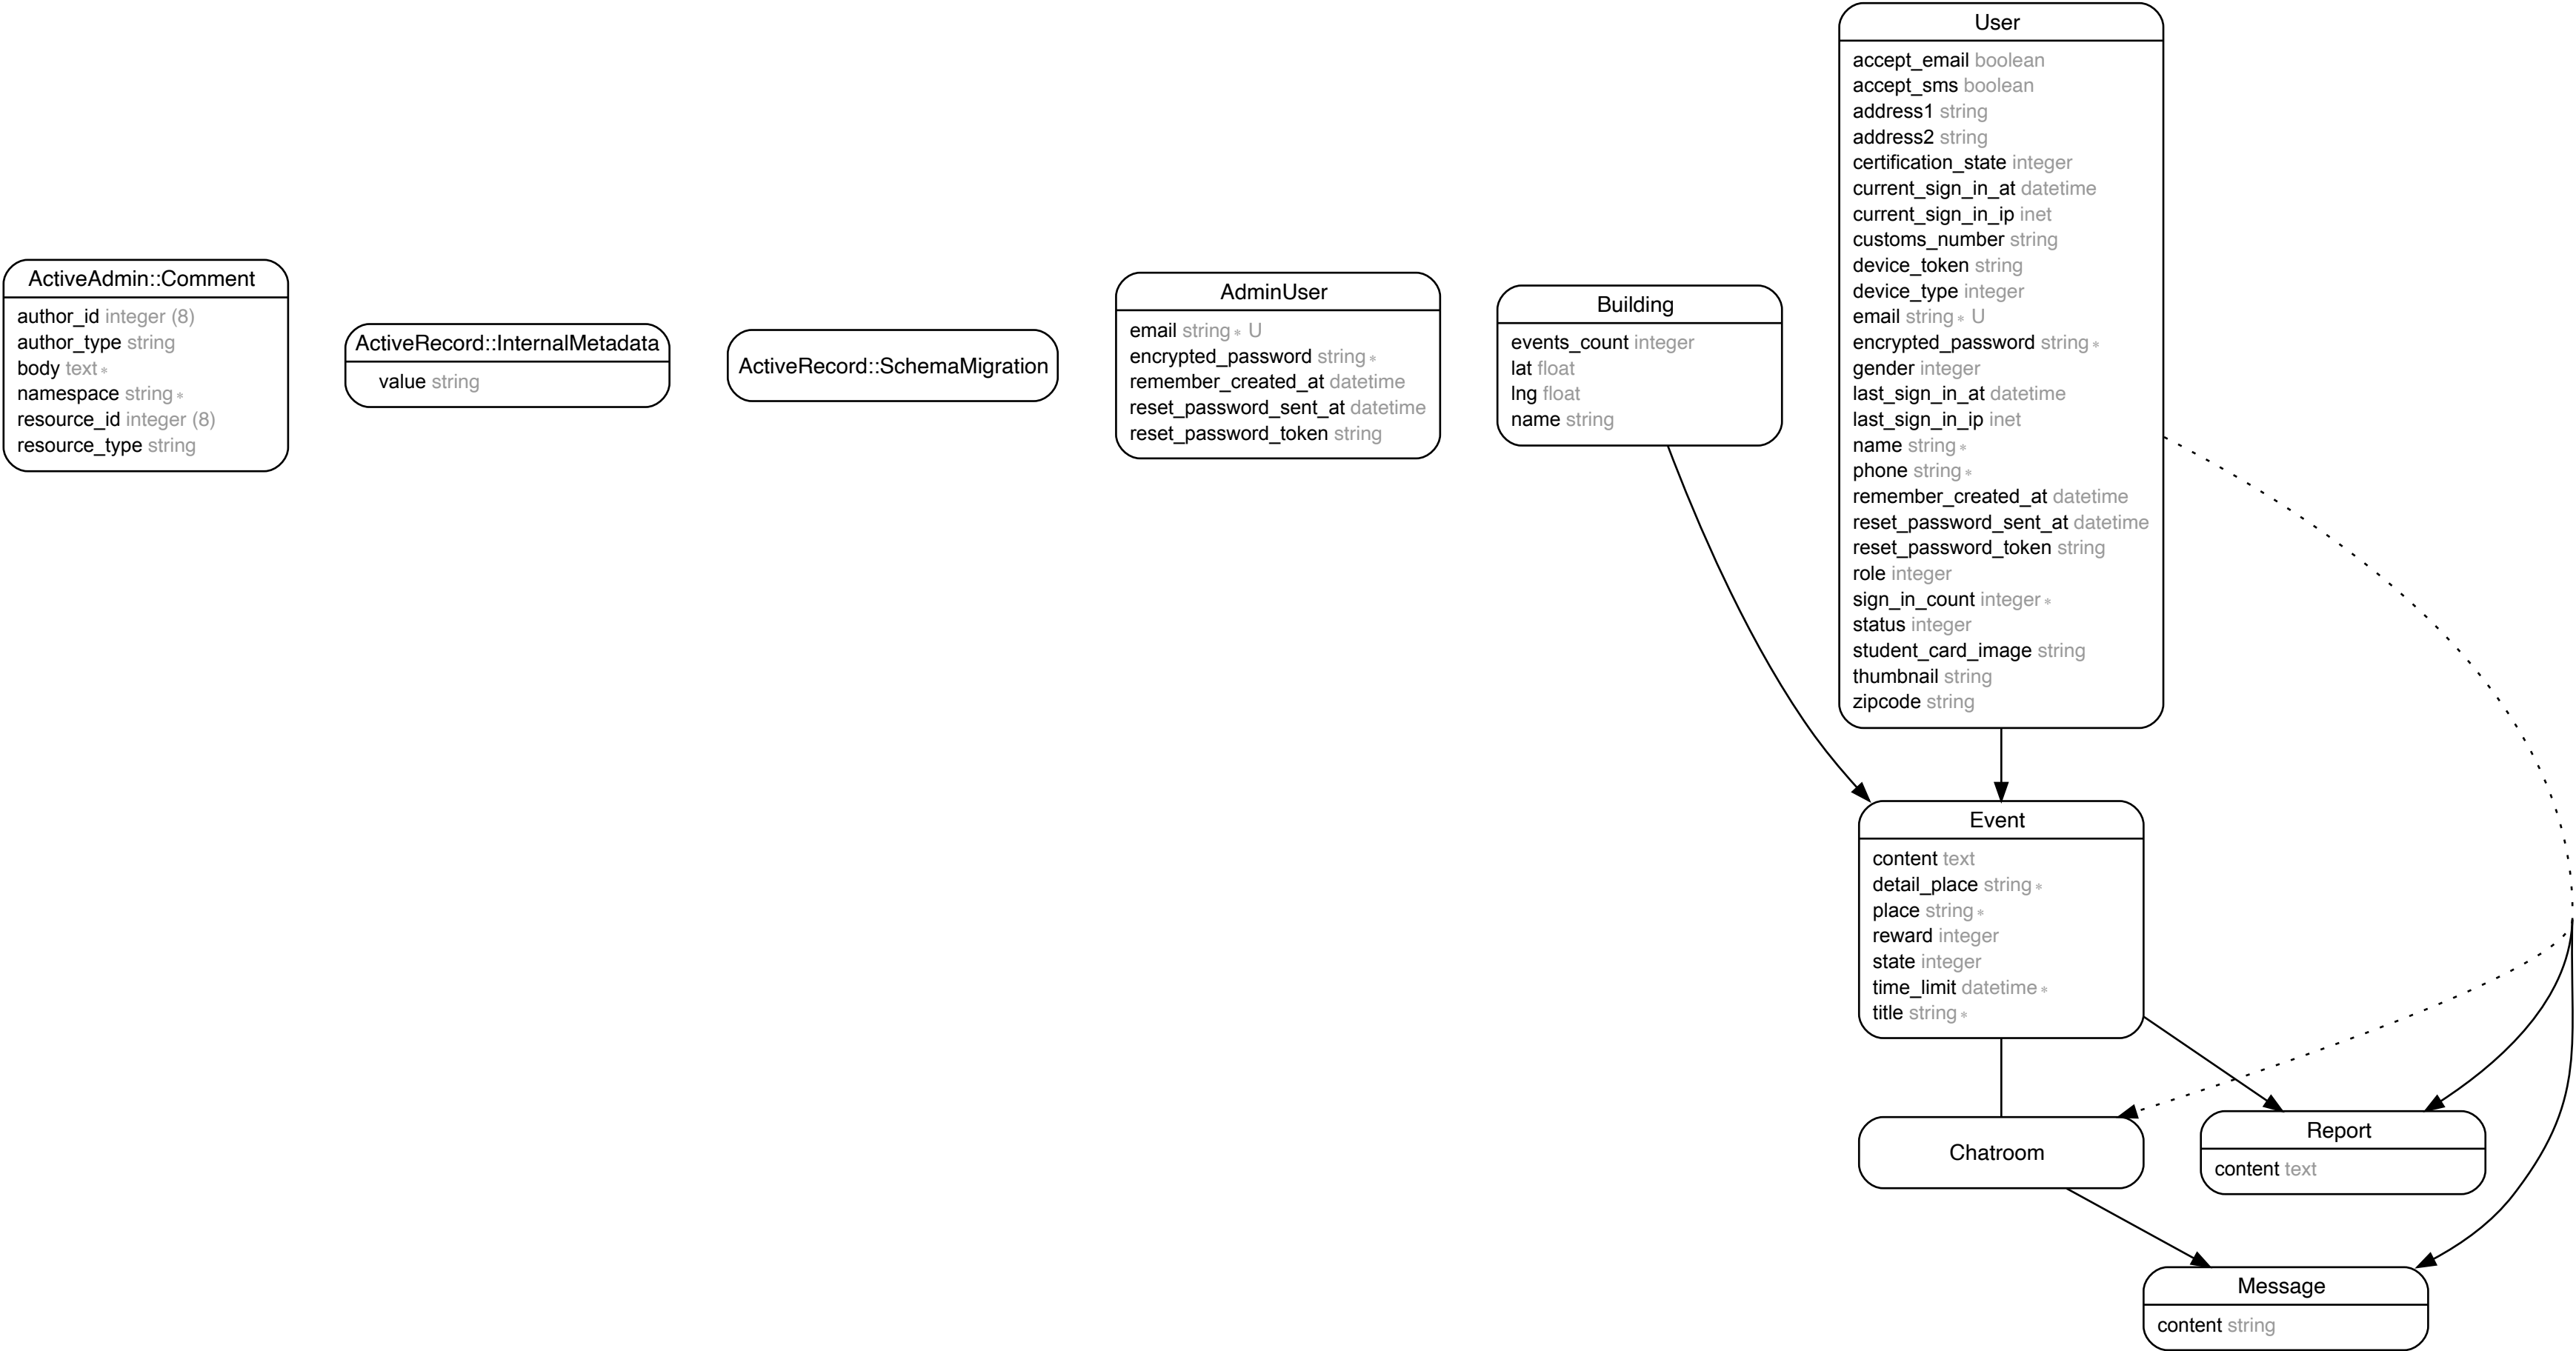 ActiveAdmin::Comment
author_id integer (8)
author_type string
body text *
namespace string *
resource_id integer (8)
resource_type string
ActiveRecord::InternalMetadata
value string
ActiveRecord::SchemaMigration
AdminUser
email string * U
encrypted_password string *
remember_created_at datetime
reset_password_sent_at datetime
reset_password_token string
Building
events_count integer
lat float
lng float
name string
User
accept_email boolean
accept_sms boolean
address1 string
address2 string
certification_state integer
current_sign_in_at datetime
current_sign_in_ip inet
customs_number string
device_token string
device_type integer
email string * U
encrypted_password string *
gender integer
last_sign_in_at datetime
last_sign_in_ip inet
name string *
phone string *
remember_created_at datetime
reset_password_sent_at datetime
reset_password_token string
role integer
sign_in_count integer *
status integer
student_card_image string
thumbnail string
zipcode string
Event
content text
detail_place string *
place string *
reward integer
state integer
time_limit datetime *
title string *
Chatroom
Report
content text
Message
content string